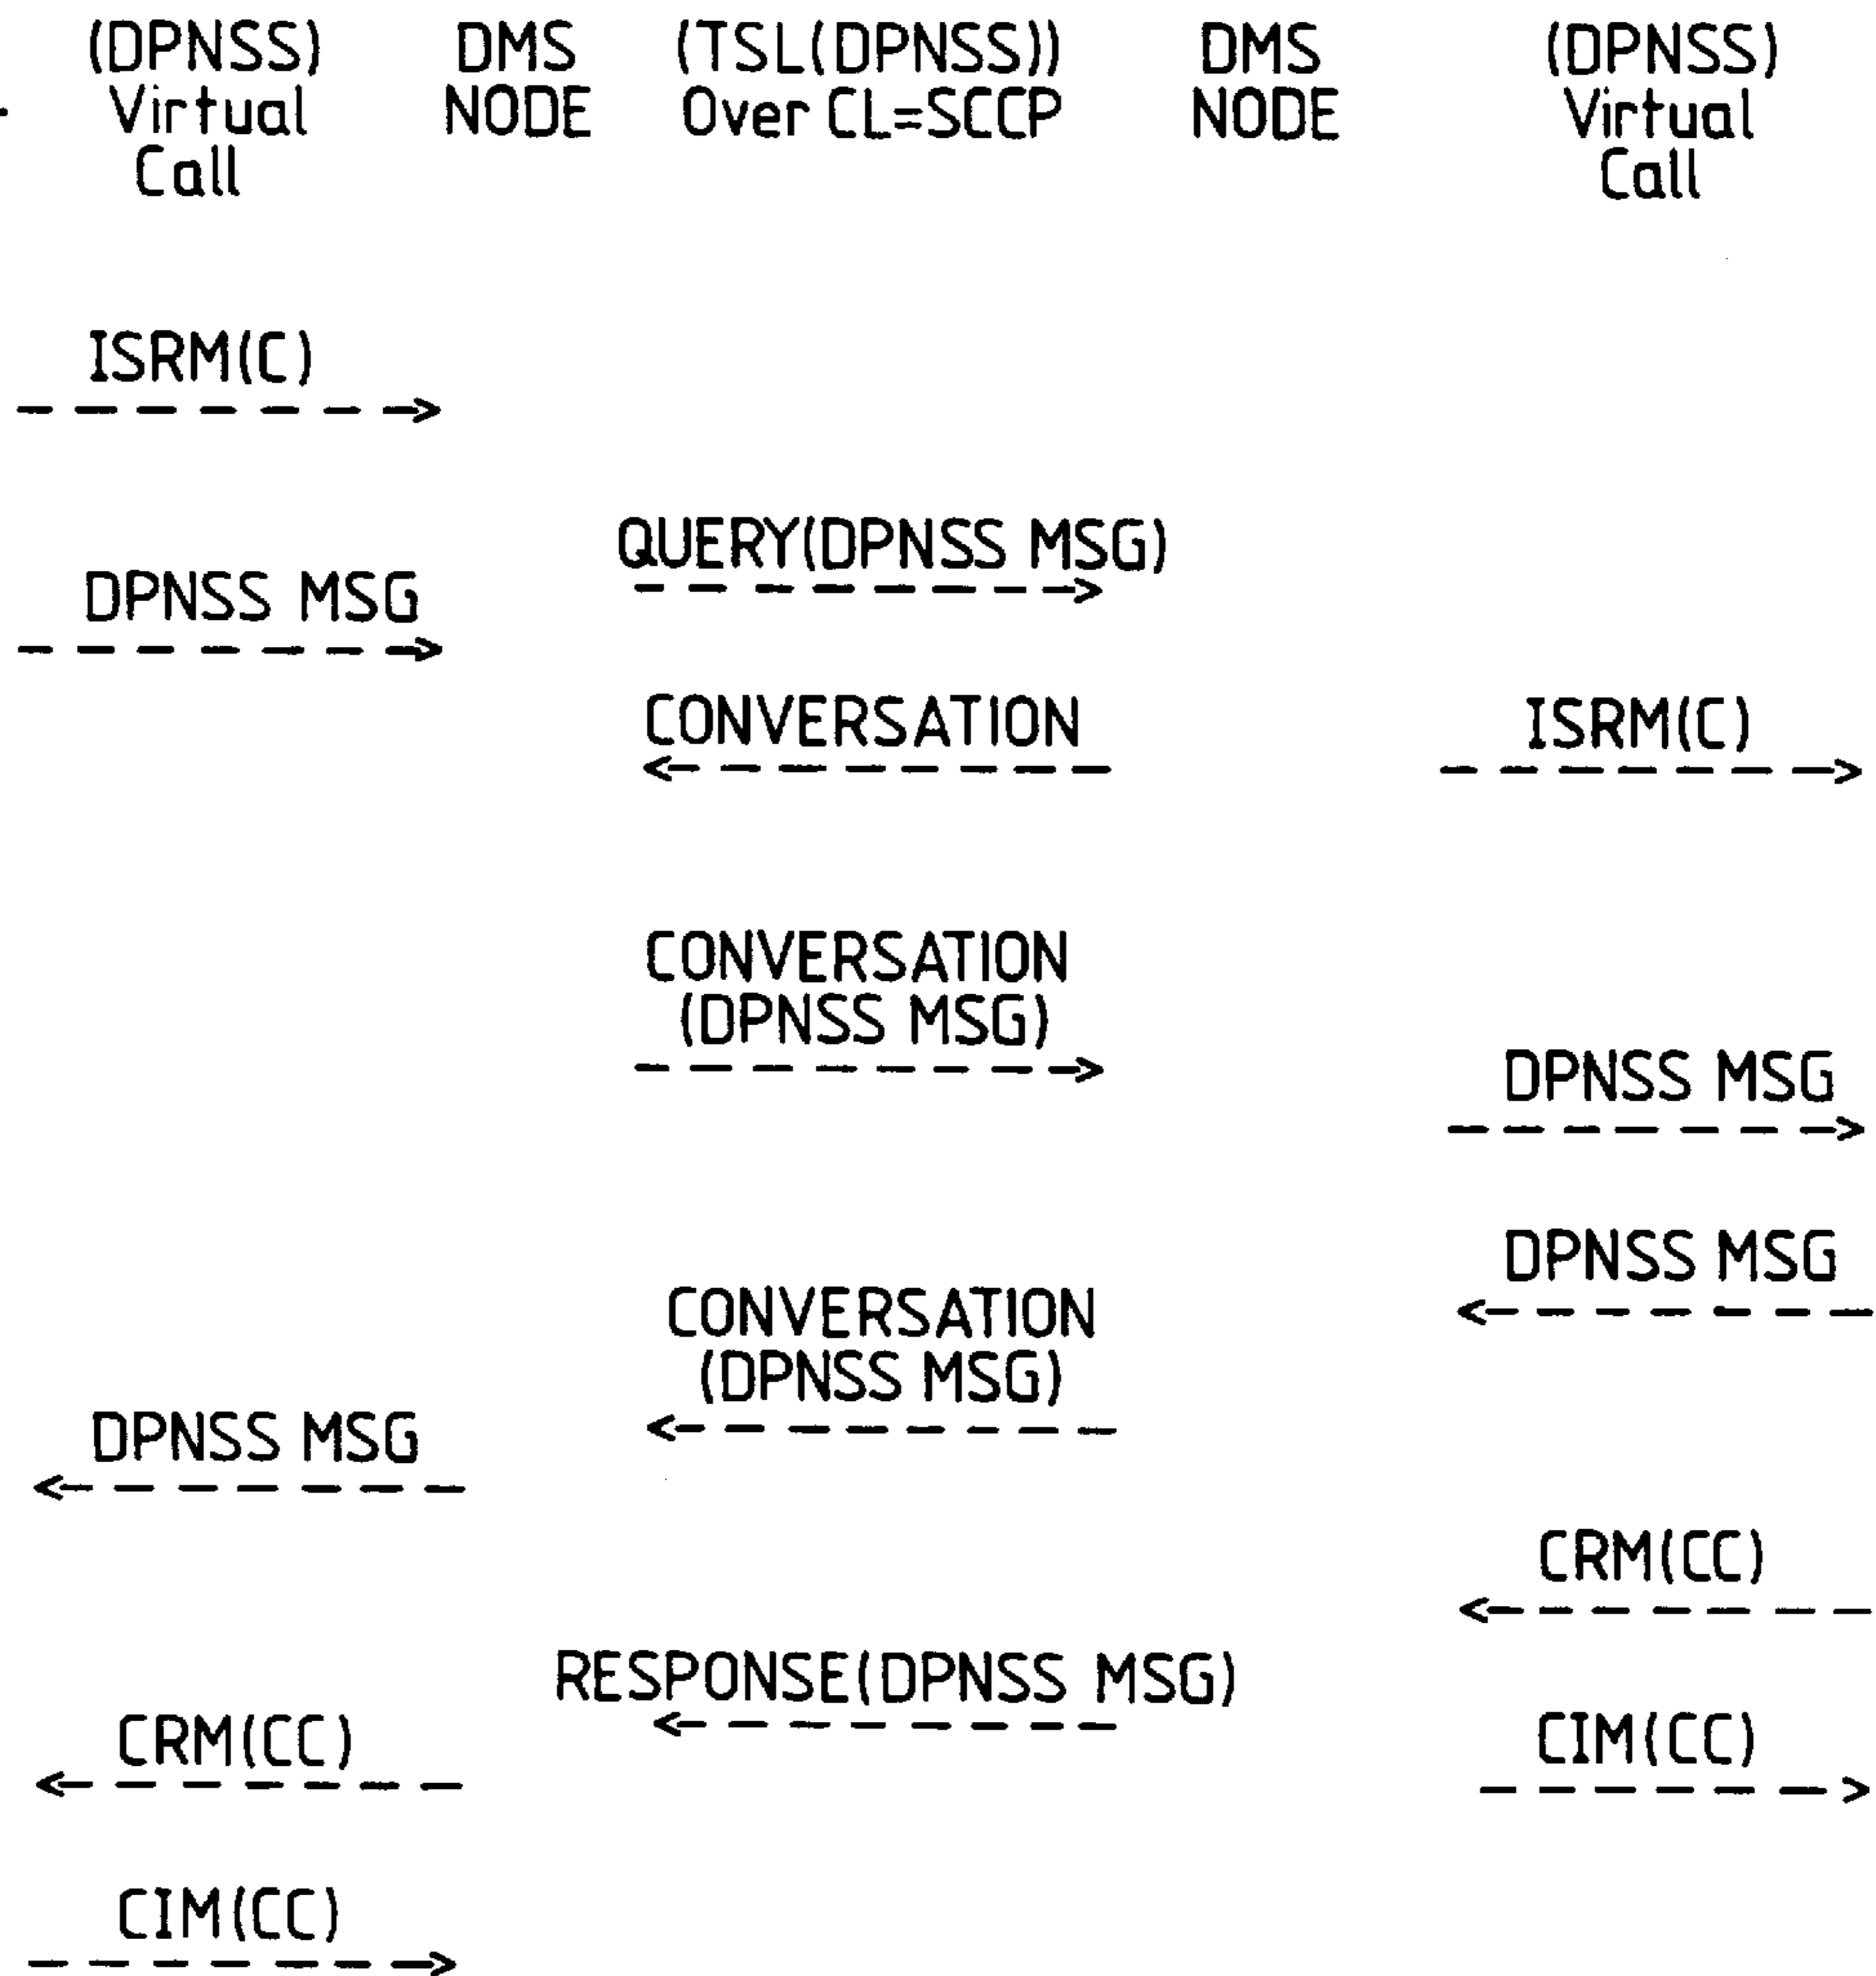 (DPNSS) DMS (TSL(DPNSS)) DMS (DPNSS)
Virtual NODE Over CL=SCCP NODE Virtual
Call Call
ISRM(C)
QUERY(DPNSS MSG)
DPNSS MSG
CONVERSATION ISRM(C)
CONVERSATION
(DPNSS MSG)
DPNSS MSG
DPNSS MSG
CONVERSATION
(DPNSS MSG)
DPNSS MSG
CRM(CC)
RESPONSE(DPNSS MSG)
CRM(CC) CIM(CC)
CIM(CC)